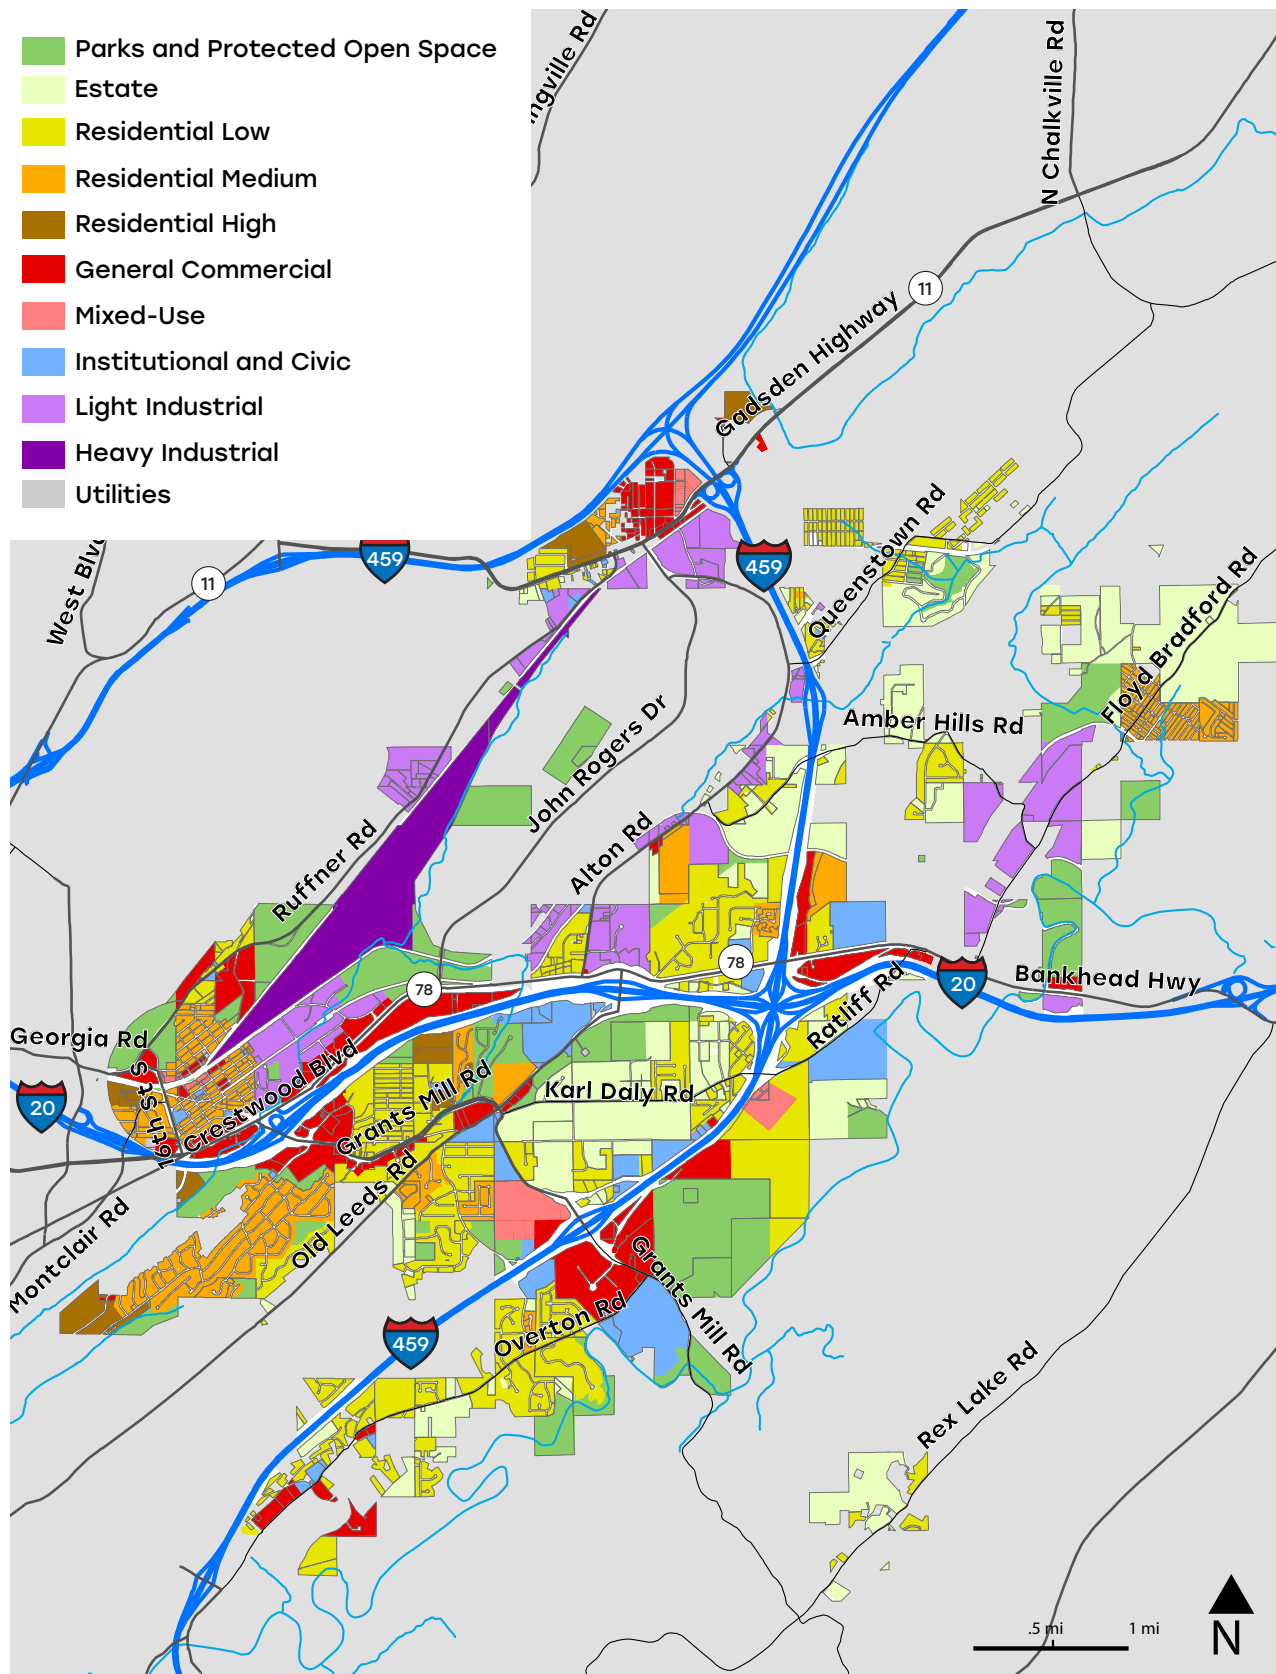 Parks and Protected Open Space
Estate
Residential Low
Residential Medium
Residential High
General Commercial
Mixed-Use
Institutional and Civic
Light Industrial
Heavy Industrial
Utilities
ngville Rd
N Chalkville Rd
11
Gadsden Highway
West Blvd
459
11
459
Queenstown Rd
Floyd Bradford Rd
Amber Hills Rd
John Rogers Dr
Ruffner Rd
Alton Rd
78
78
20
Bankhead Hwy
Ratliff Rd
Georgia Rd
20
16th St S
Crestwood Blvd
Grants Mill Rd
Karl Daly Rd
Old Leeds Rd
Montclair Rd
Grants Mill Rd
Overton Rd
459
Rex Lake Rd
.5 mi
1 mi
N